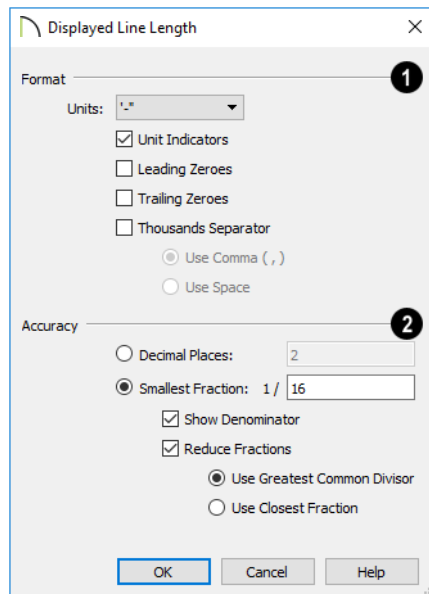 Displayed Line Length
Format
1
Units: '-"
Unit Indicators
Leading Zeroes
Trailing Zeroes
Thousands Separator
Use Comma ( , )
Use Space
Accuracy
2
Decimal Places: 2
Smallest Fraction: 1 / 16
Show Denominator
Reduce Fractions
Use Greatest Common Divisor
Use Closest Fraction
OK Cancel Help